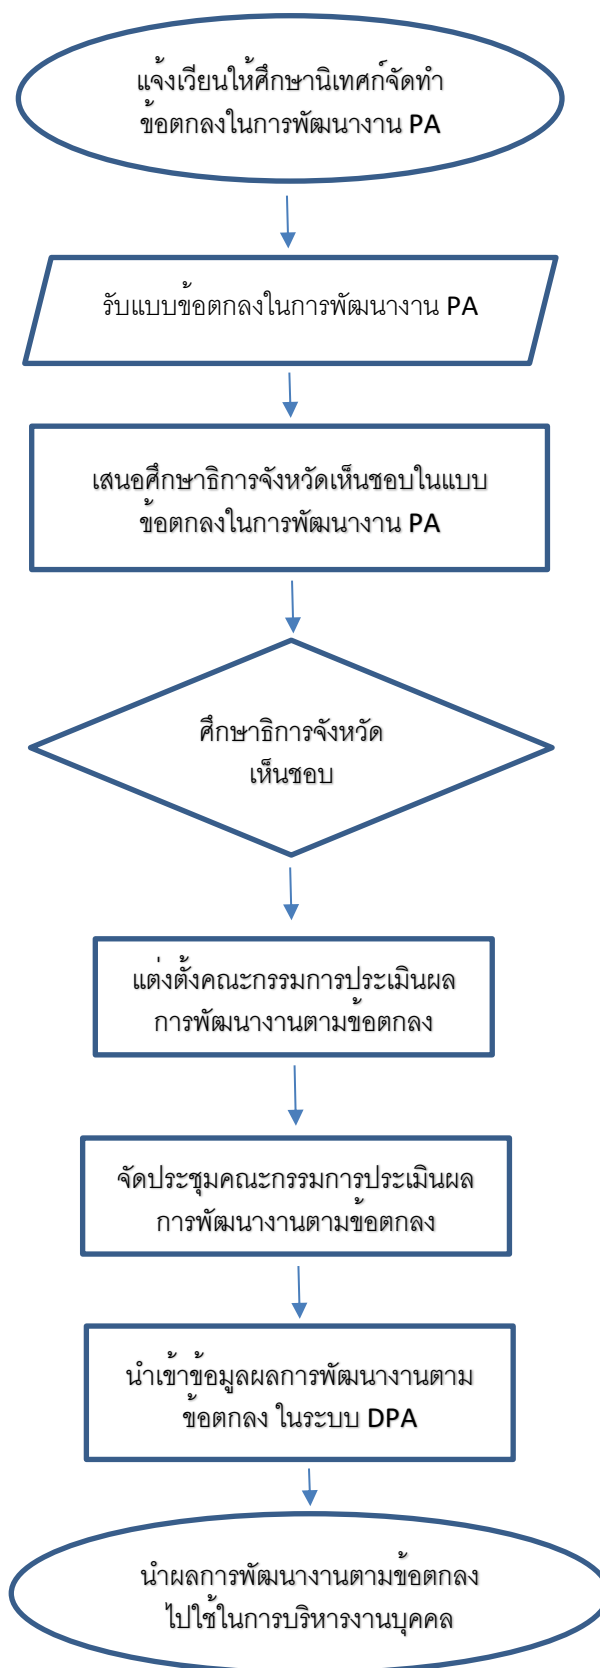 แจ้งเวียนให้ศึกษานิเทศก์จัดทำ
ข้อตกลงในการพัฒนางาน PA
รับแบบข้อตกลงในการพัฒนางาน PA
เสนอศึกษาธิการจังหวัดเห็นชอบในแบบ
ข้อตกลงในการพัฒนางาน PA
ศึกษาธิการจังหวัด
เห็นชอบ
แต่งตั้งคณะกรรมการประเมินผล
การพัฒนางานตามข้อตกลง
จัดประชุมคณะกรรมการประเมินผล
การพัฒนางานตามข้อตกลง
นำเข้าข้อมูลผลการพัฒนางานตาม
ข้อตกลง ในระบบ DPA
นำผลการพัฒนางานตามข้อตกลง
ไปใช้ในการบริหารงานบุคคล